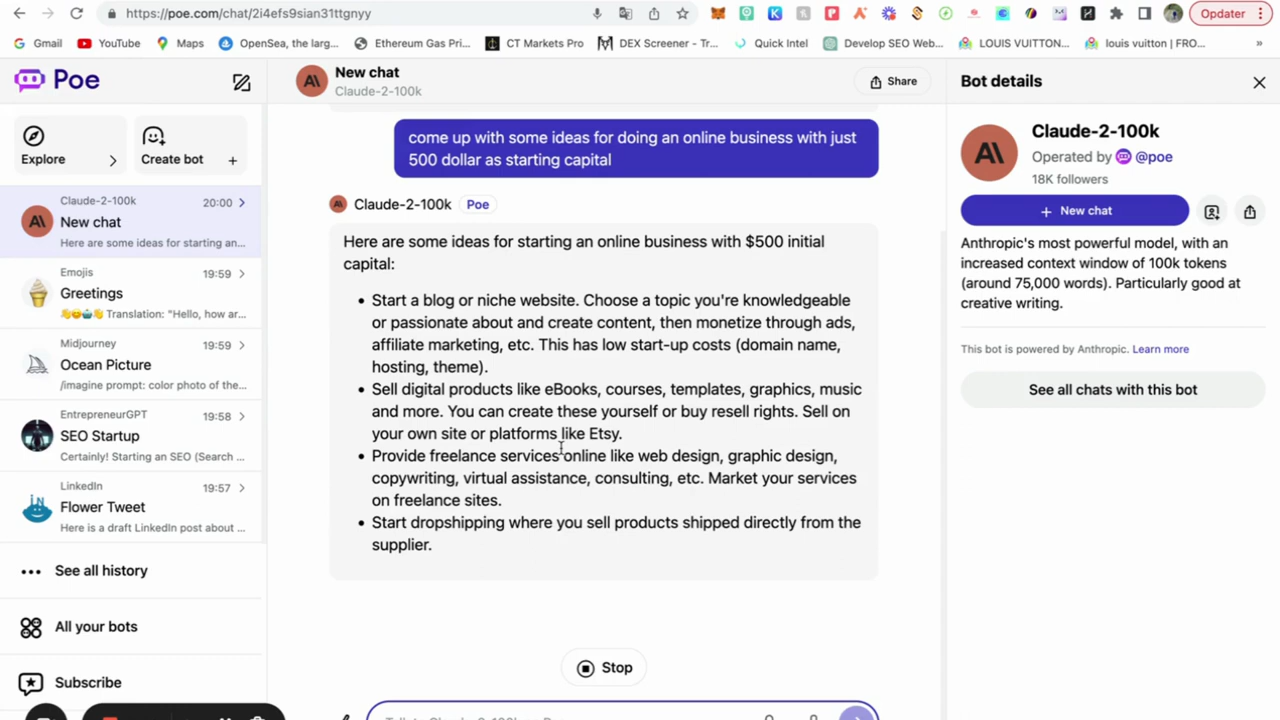 https://poe.com/chat/2i4efs9sian31ttgnyy
Opdater
Gmail
YouTube
Maps
OpenSea, the larg...
Ethereum Gas Pri...
CT Markets Pro
DEX Screener - Tr...
Quick Intel
Develop SEO Web...
LOUIS VUITTON...
louis vuitton | FRO...
»
Poe
Explore
Create bot
Claude-2-100k
20:00
New chat
Here are some ideas for starting an...
Emojis
19:59
Greetings
Translation: "Hello, how ar...
Midjourney
19:59
Ocean Picture
/imagine prompt: color photo of the...
EntrepreneurGPT
19:58
SEO Startup
Certainly! Starting an SEO (Search ...
LinkedIn
19:57
Flower Tweet
Here is a draft LinkedIn post about ...
See all history
All your bots
Subscribe
New chat
Claude-2-100k
Share
come up with some ideas for doing an online business with just
500 dollar as starting capital
Claude-2-100k
Poe
Here are some ideas for starting an online business with $500 initial
capital:
• Start a blog or niche website. Choose a topic you're knowledgeable
or passionate about and create content, then monetize through ads,
affiliate marketing, etc. This has low start-up costs (domain name,
hosting, theme).
• Sell digital products like eBooks, courses, templates, graphics, music
and more. You can create these yourself or buy resell rights. Sell on
your own site or platforms like Etsy.
• Provide freelance services online like web design, graphic design,
copywriting, virtual assistance, consulting, etc. Market your services
on freelance sites.
• Start dropshipping where you sell products shipped directly from the
supplier.
Stop
Bot details
Claude-2-100k
Operated by @poe
18K followers
+ New chat
Anthropic's most powerful model, with an
increased context window of 100k tokens
(around 75,000 words). Particularly good at
creative writing.
This bot is powered by Anthropic. Learn more
See all chats with this bot